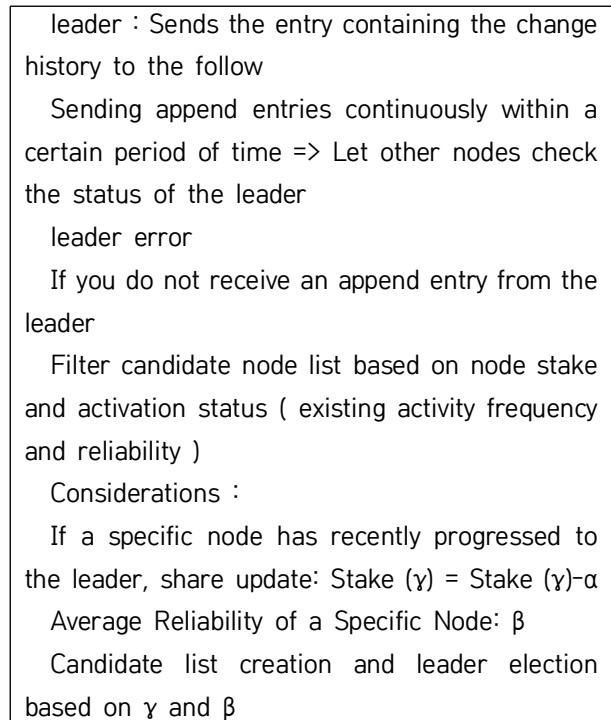 leader : Sends the entry containing the change
history to the follow
Sending append entries continuously within a
certain period of time => Let other nodes check
the status of the leader
leader error
If you do not receive an append entry from the
leader
Filter candidate node list based on node stake
and activation status ( existing activity frequency
and reliability )
Considerations :
If a specific node has recently progressed to
the leader, share update: Stake (γ) = Stake (γ)-α
Average Reliability of a Specific Node: β
Candidate list creation and leader election
based on γ and β